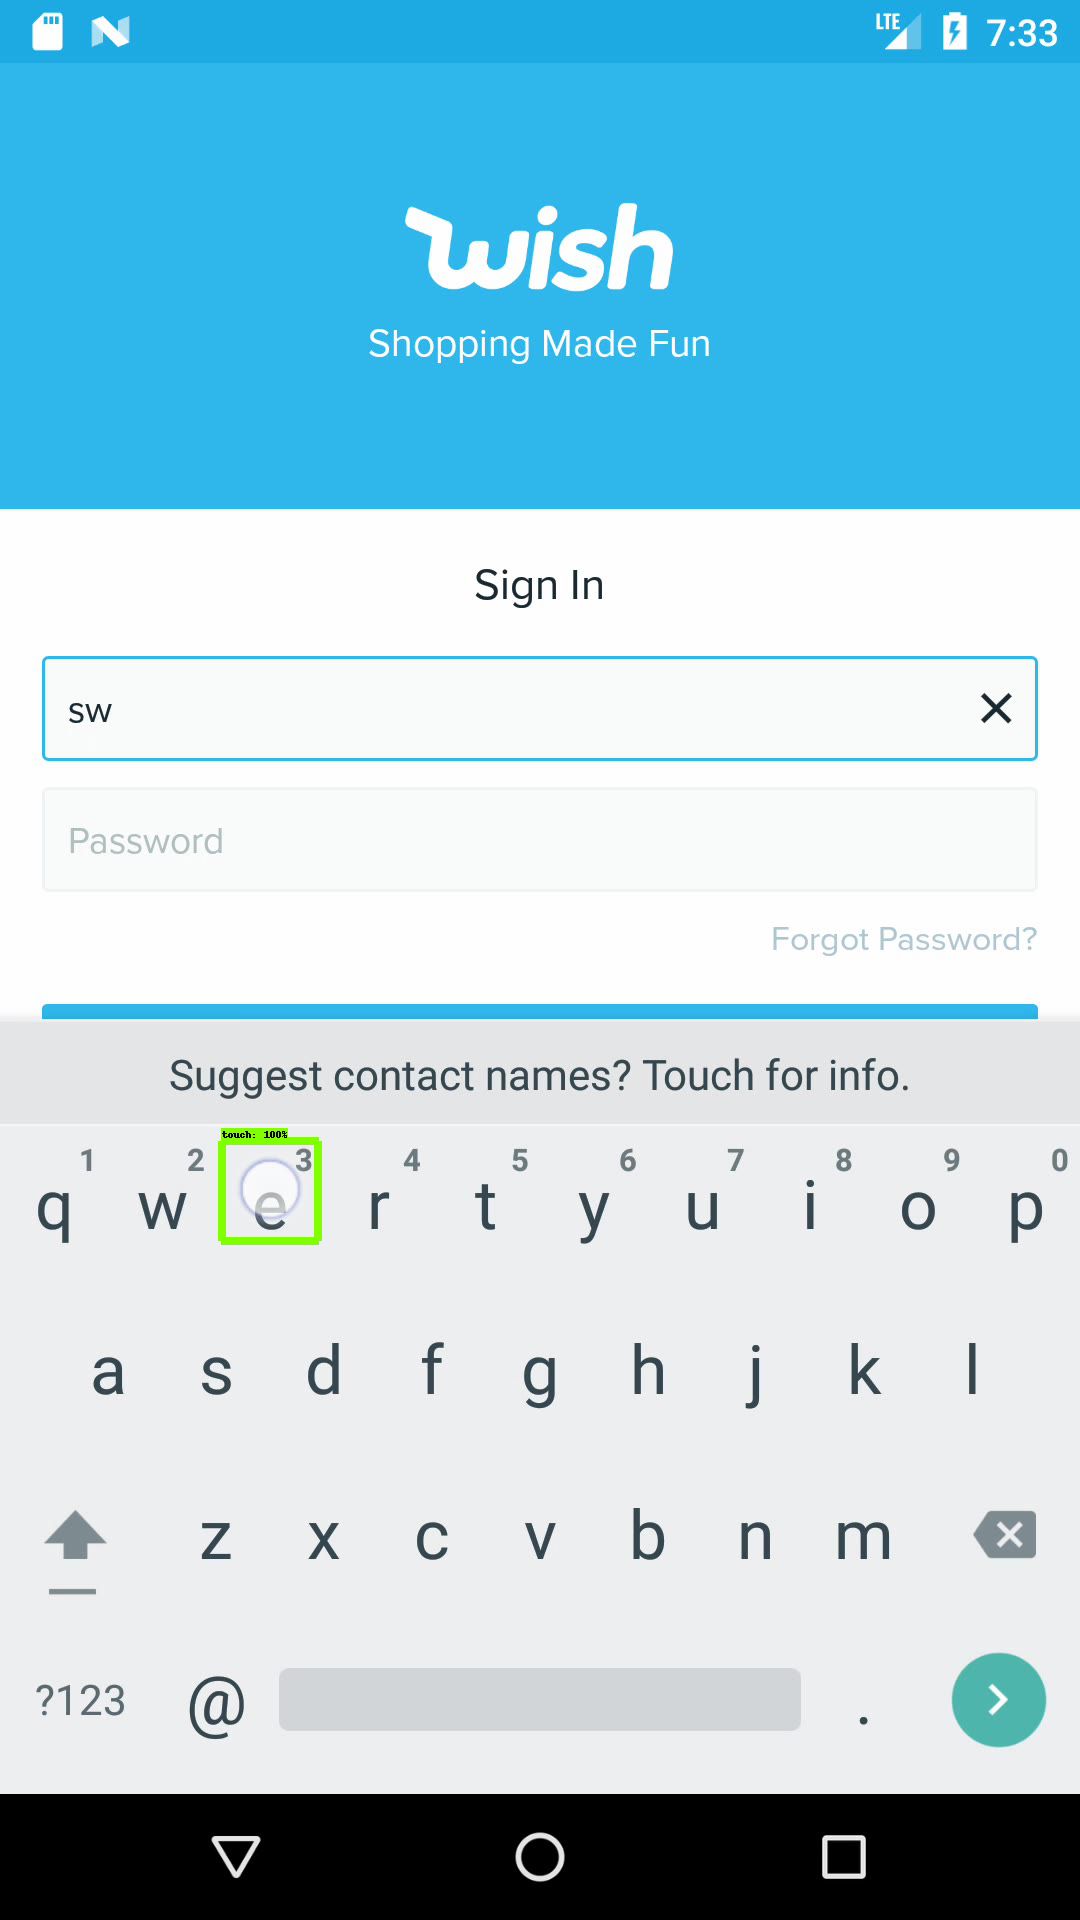 LTE 7:33
wish
Shopping Made Fun
Sign In
sw
Password
Forgot Password?
Suggest contact names? Touch for info.
touch: 100%
1 2 3 4 5 6 7 8 9 0
q w e r t y u i o p
a s d f g h j k l
z x c v b n m
?123 @ .